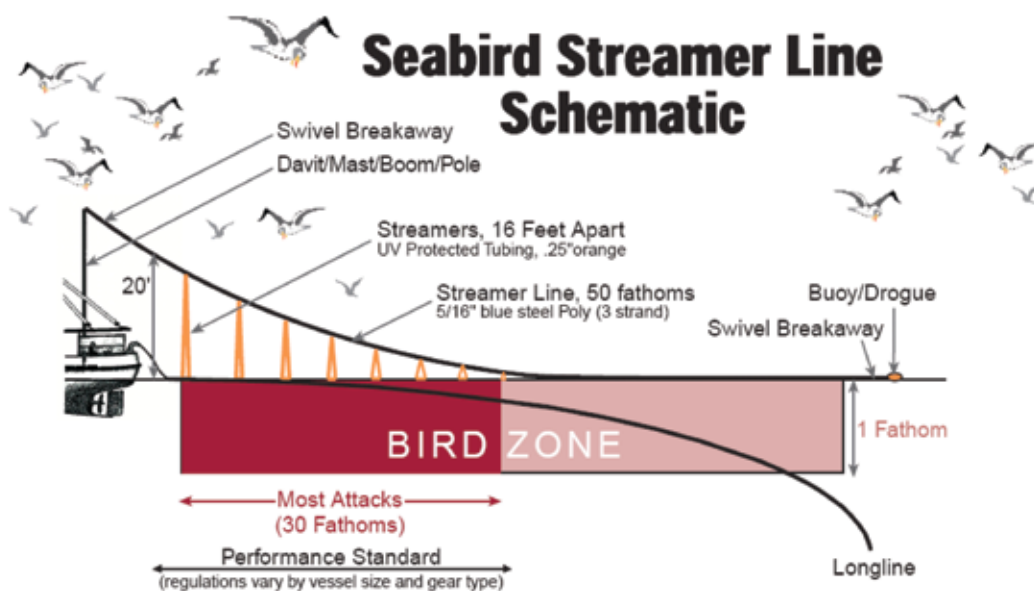 Seabird Streamer Line
Schematic
Swivel Breakaway
Davit/Mast/Boom/Pole
Streamers, 16 Feet Apart
UV Protected Tubing, .25"orange
20'
Streamer Line, 50 fathoms
5/16" blue steel Poly (3 strand)
Buoy/Drogue
Swivel Breakaway
BIRD ZONE
1 Fathom
Most Attacks
(30 Fathoms)
Performance Standard
(regulations vary by vessel size and gear type)
Longline